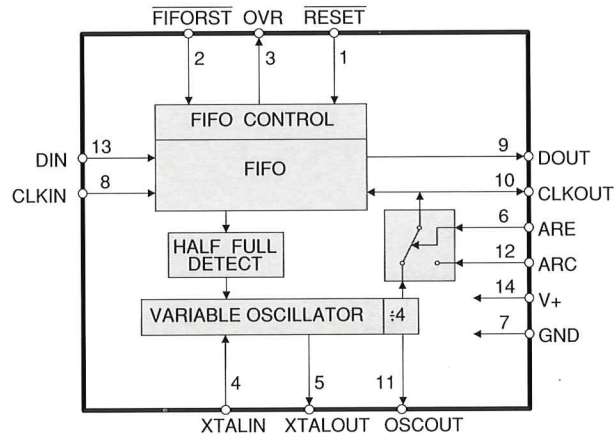 FIFORST OVR RESET
2 3 1
FIFO CONTROL
FIFO
DIN 13
CLKIN 8
9 DOUT
10 CLKOUT
6 ARE
12 ARC
14 V+
7 GND
HALF FULL
DETECT
VARIABLE OSCILLATOR ÷4
4 5 11
XTALIN XTALOUT OSCOUT